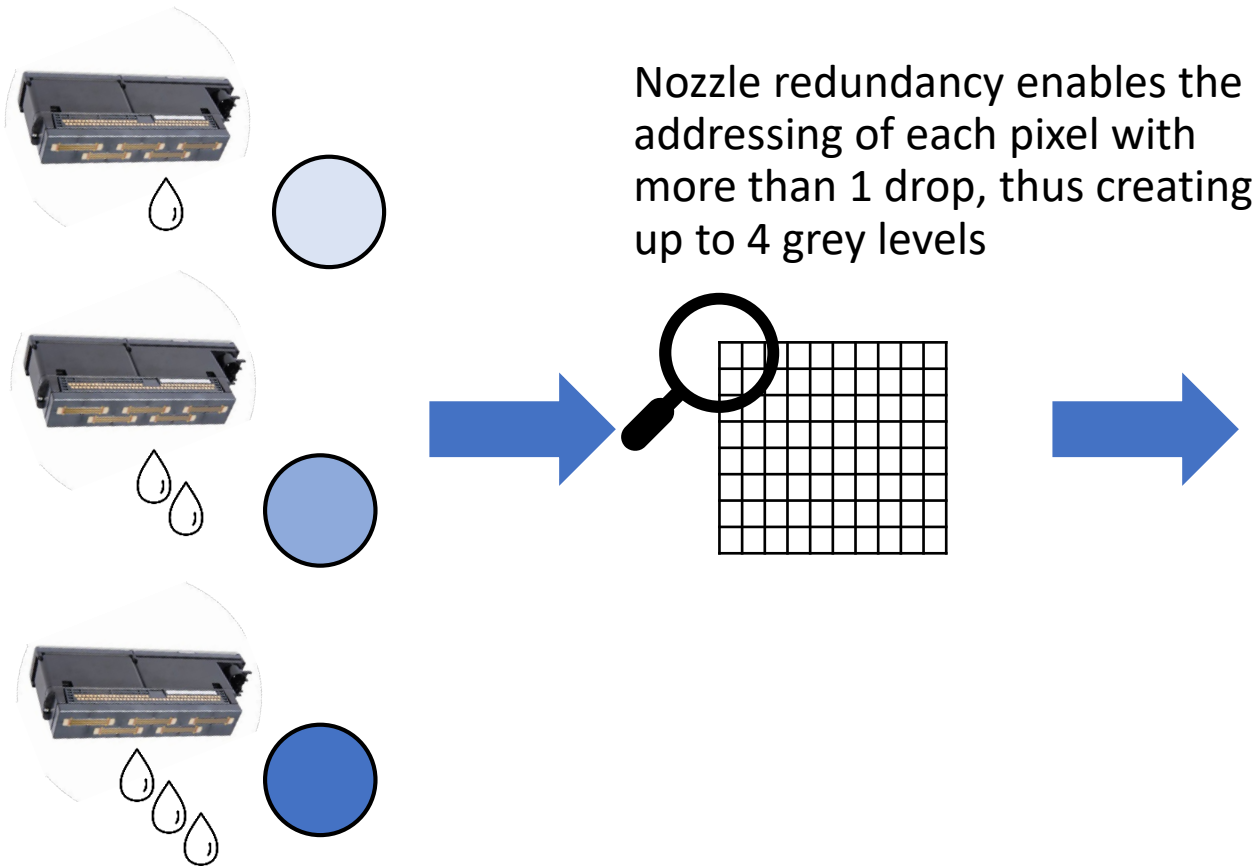 Nozzle redundancy enables the
addressing of each pixel with
more than 1 drop, thus creating
up to 4 grey levels